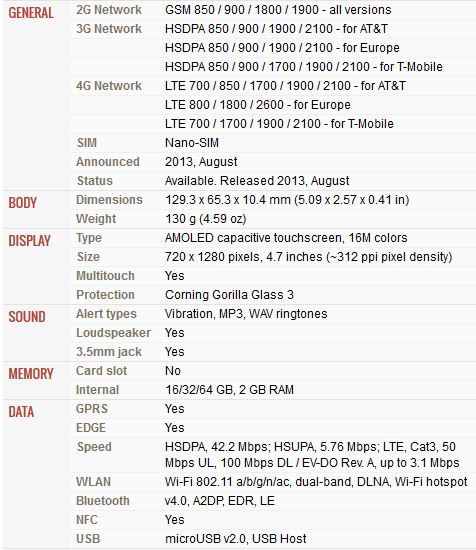 GENERAL 2G Network GSM 850 / 900 / 1800 / 1900 - all versions
3G Network HSDPA 850 / 900 / 1900 / 2100 - for AT&T
HSDPA 850 / 900 / 1900 / 2100 - for Europe
HSDPA 850 / 900 / 1700 / 1900 / 2100 - for T-Mobile
4G Network LTE 700 / 850 / 1700 / 1900 / 2100 - for AT&T
LTE 800 / 1800 / 2600 - for Europe
LTE 700 / 1700 / 1900 / 2100 - for T-Mobile
SIM Nano-SIM
Announced 2013, August
Status Available. Released 2013, August
BODY Dimensions 129.3 x 65.3 x 10.4 mm (5.09 x 2.57 x 0.41 in)
Weight 130 g (4.59 oz)
DISPLAY Type AMOLED capacitive touchscreen, 16M colors
Size 720 x 1280 pixels, 4.7 inches (~312 ppi pixel density)
Multitouch Yes
Protection Corning Gorilla Glass 3
SOUND Alert types Vibration, MP3, WAV ringtones
Loudspeaker Yes
3.5mm jack Yes
MEMORY Card slot No
Internal 16/32/64 GB, 2 GB RAM
DATA GPRS Yes
EDGE Yes
Speed HSDPA, 42.2 Mbps; HSUPA, 5.76 Mbps; LTE, Cat3, 50
Mbps UL, 100 Mbps DL / EV-DO Rev. A, up to 3.1 Mbps
WLAN Wi-Fi 802.11 a/b/g/n/ac, dual-band, DLNA, Wi-Fi hotspot
Bluetooth v4.0, A2DP, EDR, LE
NFC Yes
USB microUSB v2.0, USB Host